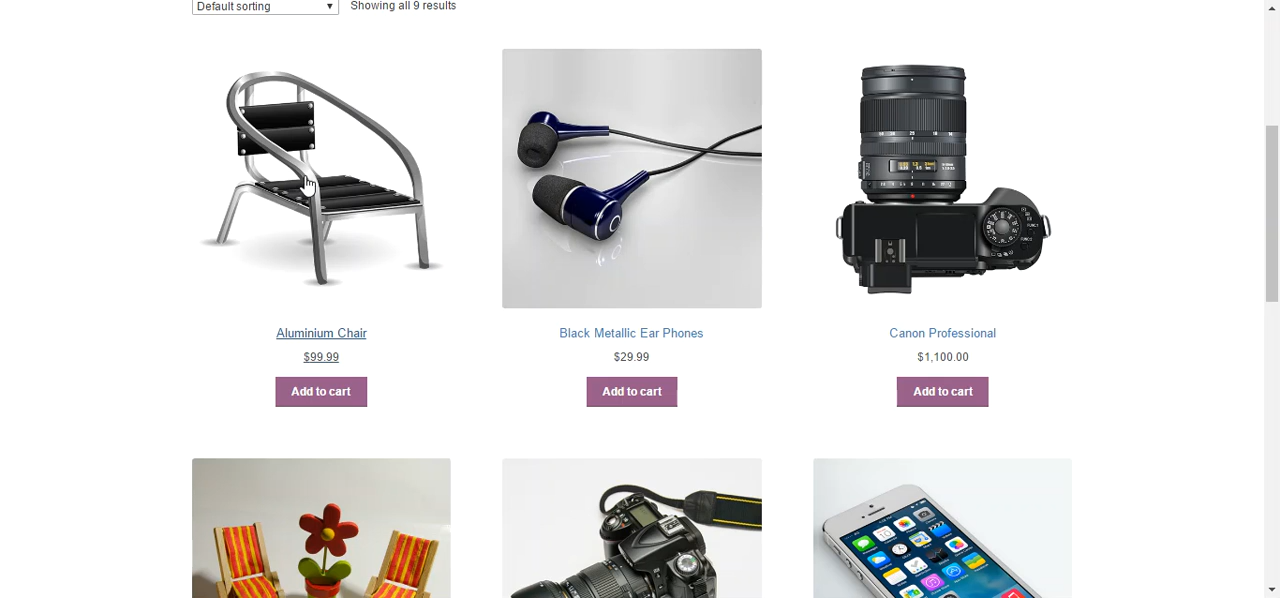 Default sorting
Showing all 9 results
Aluminium Chair
Black Metallic Ear Phones
Canon Professional
$99.99
$29.99
$1,100.00
Add to cart
Add to cart
Add to cart